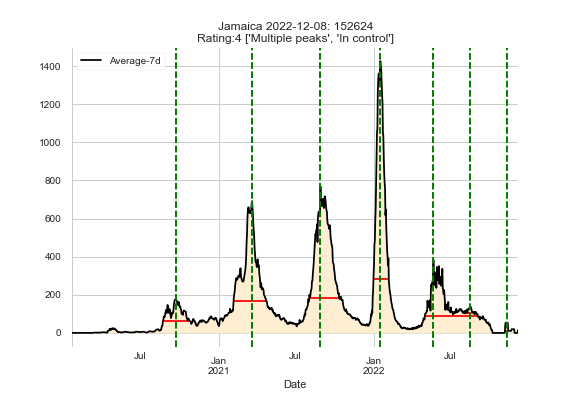 Jamaica 2022-12-08: 152624
Rating:4 ['Multiple peaks', 'In control']
Average-7d
1400
1200
1000
800
600
400
200
0
Jul
Jan
2021
Jul
Jan
2022
Jul
Date